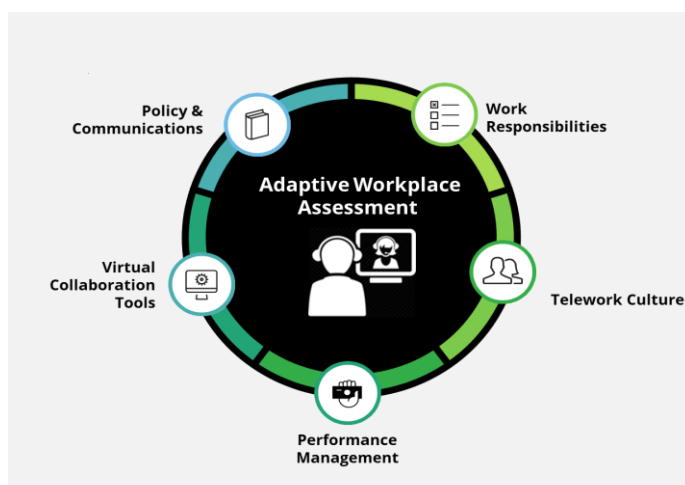 Policy &
Communications
Work
Responsibilities
Adaptive Workplace
Assessment
Virtual
Collaboration
Tools
Telework Culture
Performance
Management